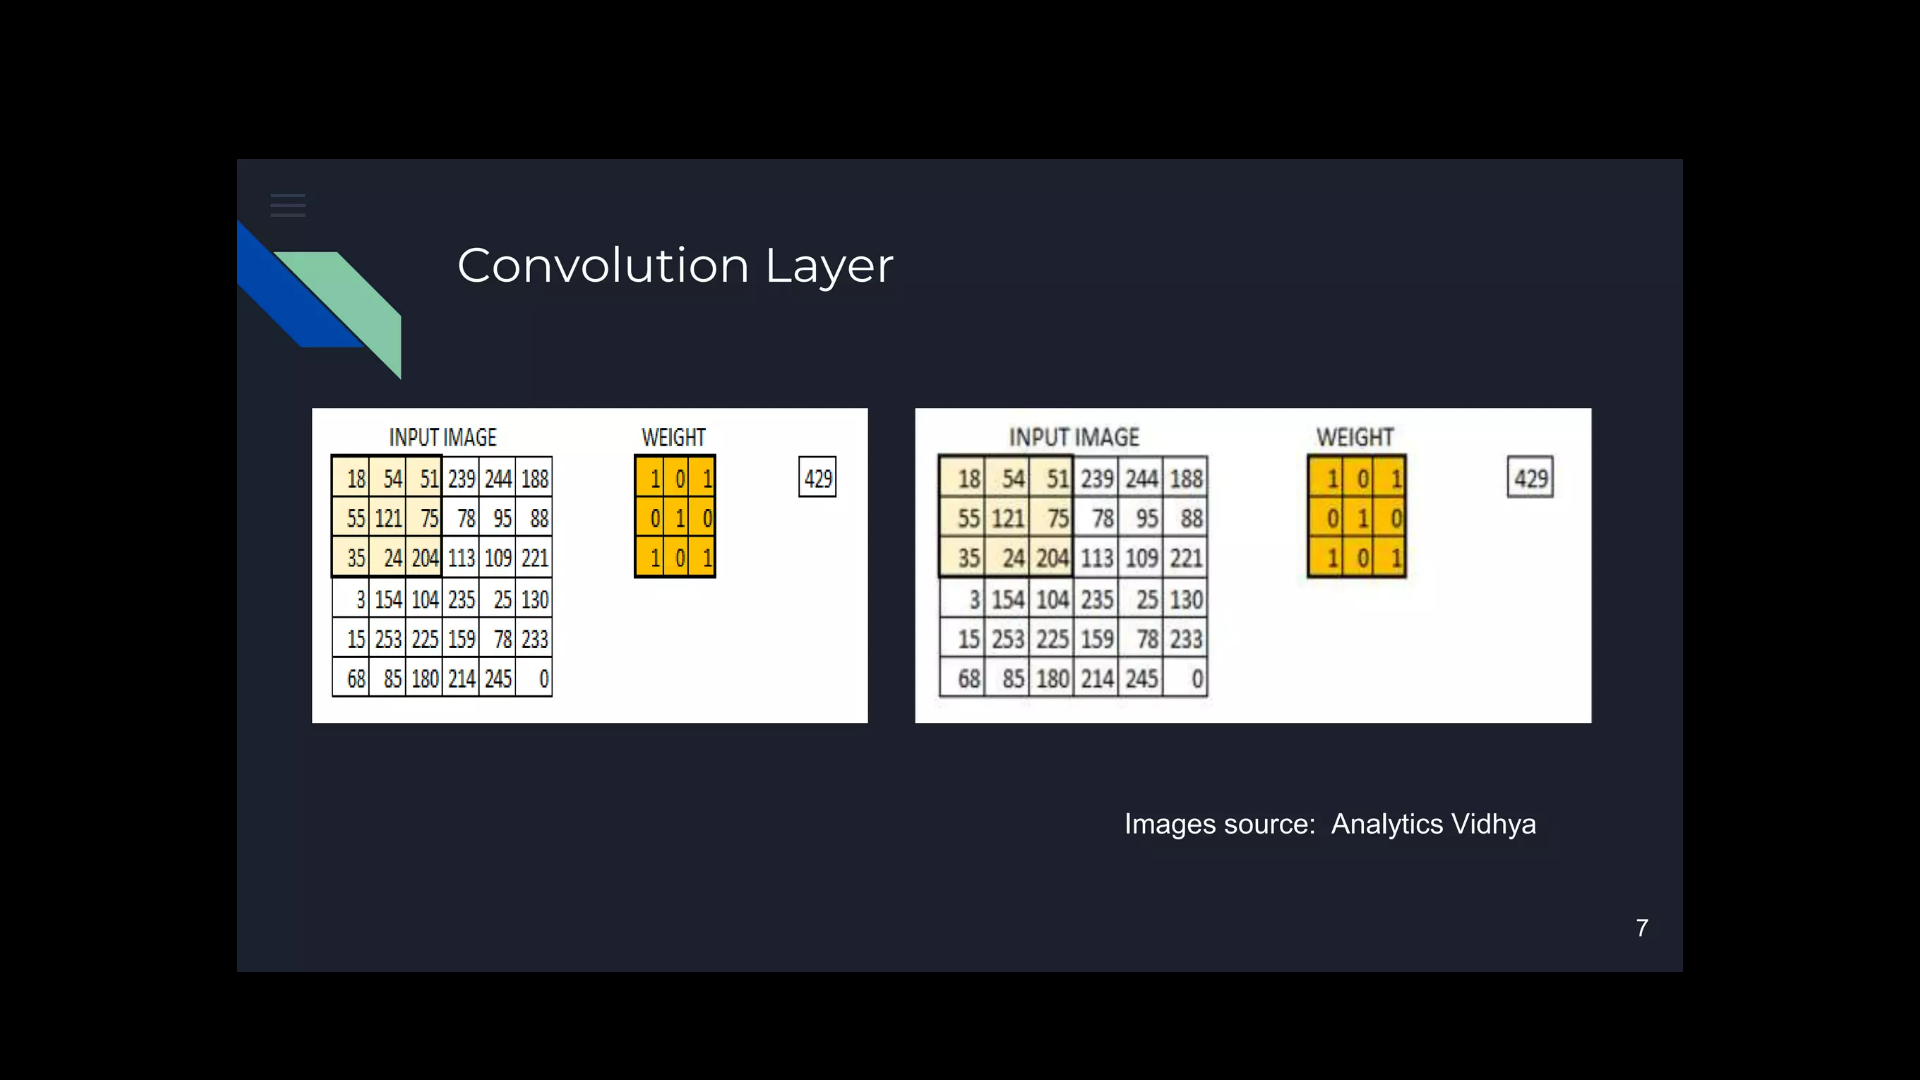 Convolution Layer
INPUT IMAGE WEIGHT
18 54 51 239 244 188 1 0 1 429
55 121 75 78 95 88 0 1 0
35 24 204 113 109 221 1 0 1
3 154 104 235 25 130
15 253 225 159 78 233
68 85 180 214 245 0
INPUT IMAGE WEIGHT
18 54 51 239 244 188 1 0 1 429
55 121 75 78 95 88 0 1 0
35 24 204 113 109 221 1 0 1
3 154 104 235 25 130
15 253 225 159 78 233
68 85 180 214 245 0
Images source: Analytics Vidhya
7